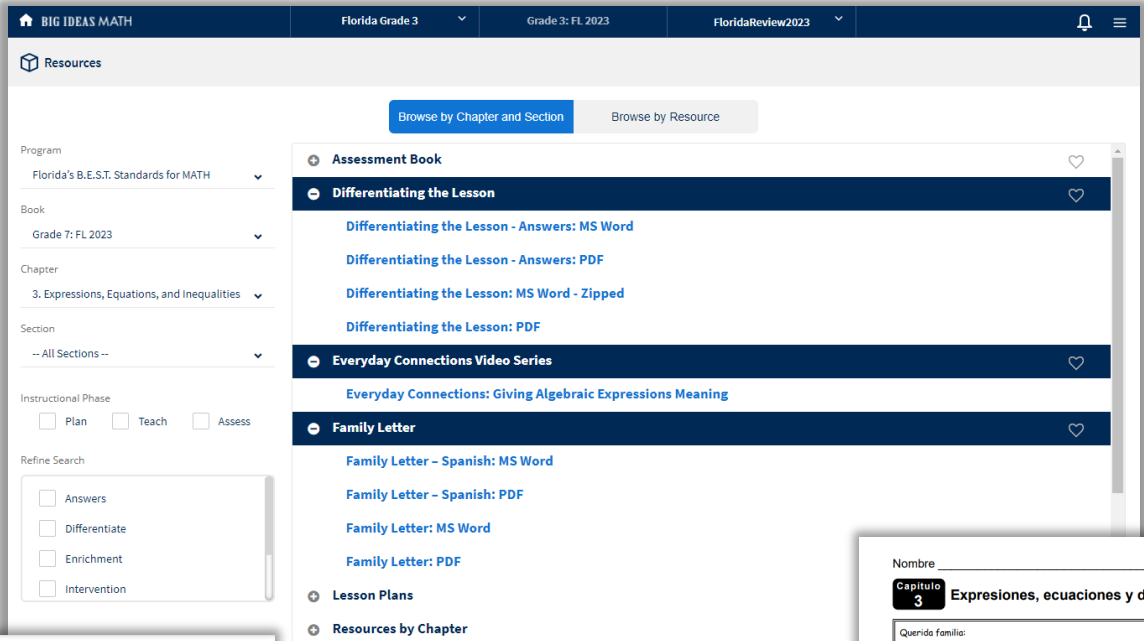 BIG IDEAS MATH
Florida Grade 3
Grade 3: FL 2023
FloridaReview2023
Resources
Browse by Chapter and Section
Browse by Resource
Program
Florida's B.E.S.T. Standards for MATH
Book
Grade 7: FL 2023
Chapter
3. Expressions, Equations, and Inequalities
Section
-- All Sections --
Instructional Phase
Plan
Teach
Assess
Refine Search
Answers
Differentiate
Enrichment
Intervention
Assessment Book
Differentiating the Lesson
Differentiating the Lesson - Answers: MS Word
Differentiating the Lesson - Answers: PDF
Differentiating the Lesson: MS Word - Zipped
Differentiating the Lesson: PDF
Everyday Connections Video Series
Everyday Connections: Giving Algebraic Expressions Meaning
Family Letter
Family Letter – Spanish: MS Word
Family Letter – Spanish: PDF
Family Letter: MS Word
Family Letter: PDF
Lesson Plans
Resources by Chapter
Nombre
Capítulo
3
Expresiones, ecuaciones y d
Querida familia: